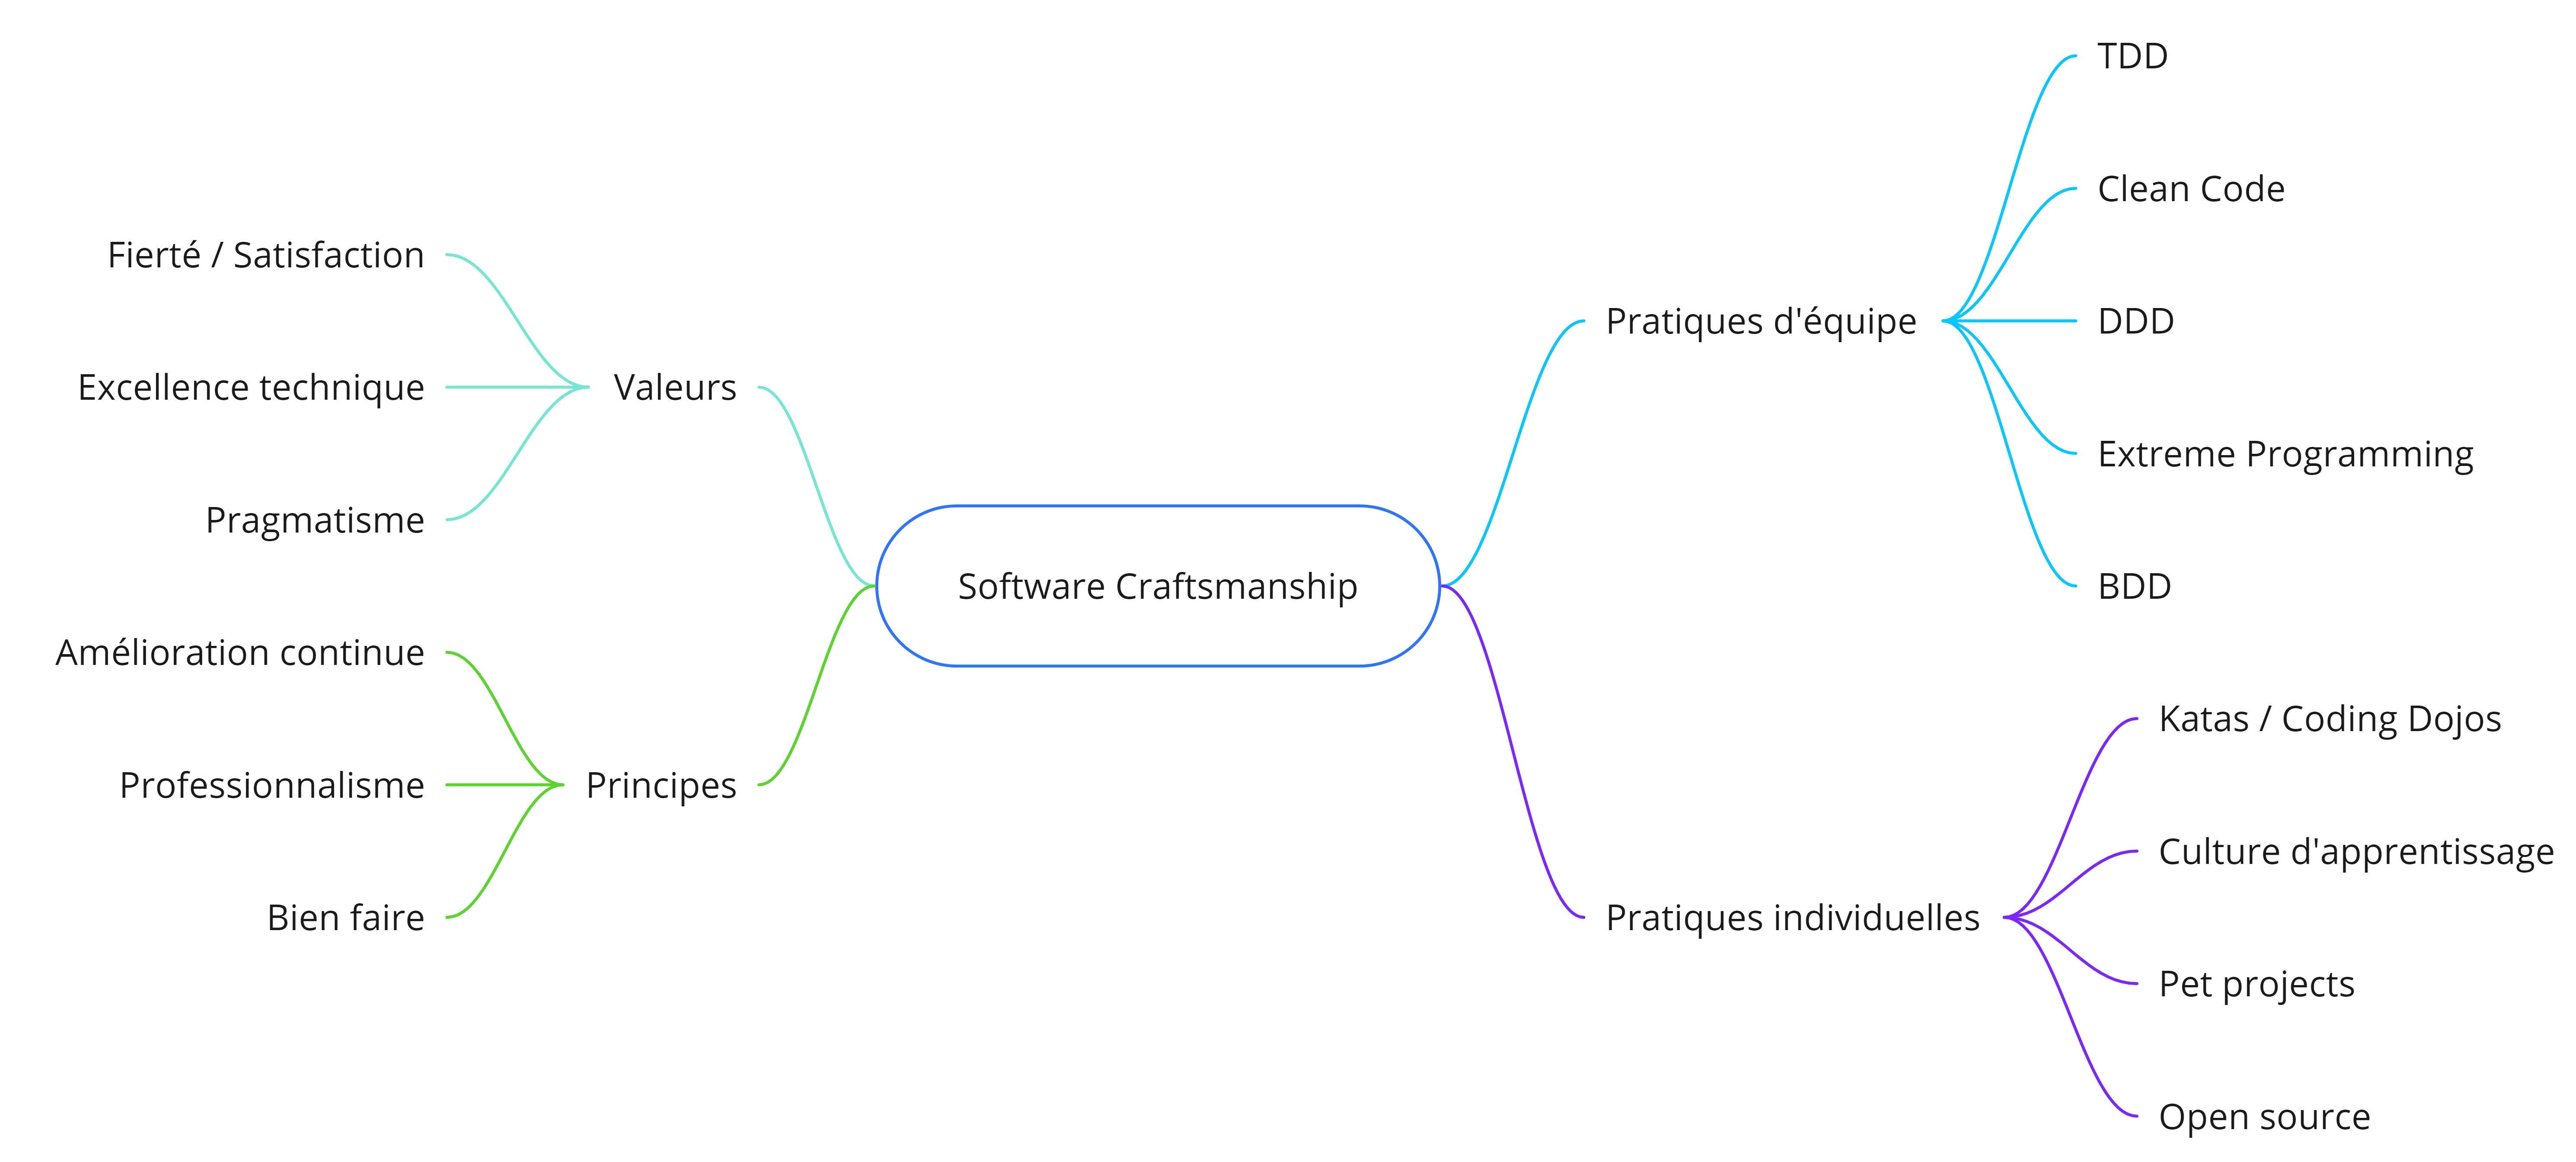 Software Craftsmanship
Valeurs
Fierté / Satisfaction
Excellence technique
Pragmatisme
Principes
Amélioration continue
Professionnalisme
Bien faire
Pratiques d'équipe
TDD
Clean Code
DDD
Extreme Programming
BDD
Pratiques individuelles
Katas / Coding Dojos
Culture d'apprentissage
Pet projects
Open source